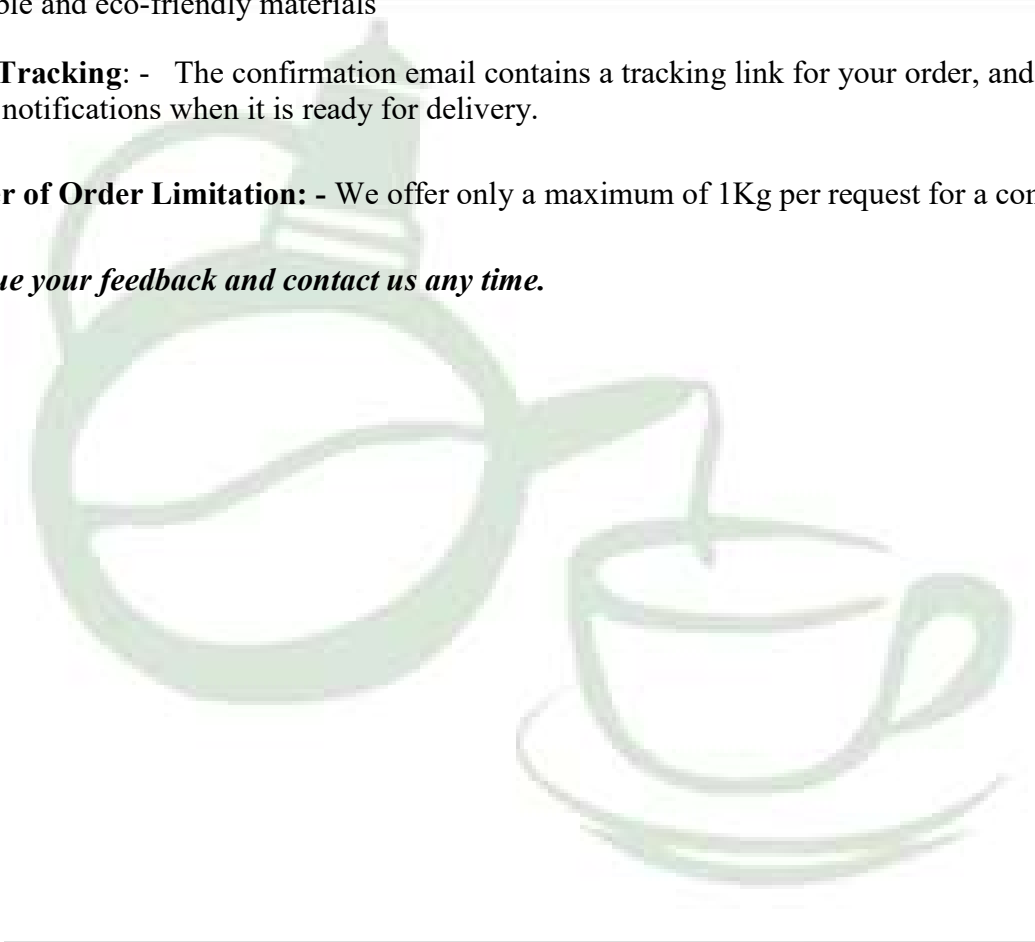 ble and eco-friendly materials
Tracking: - The confirmation email contains a tracking link for your order, and
notifications when it is ready for delivery.
r of Order Limitation: - We offer only a maximum of 1Kg per request for a con
ue your feedback and contact us any time.